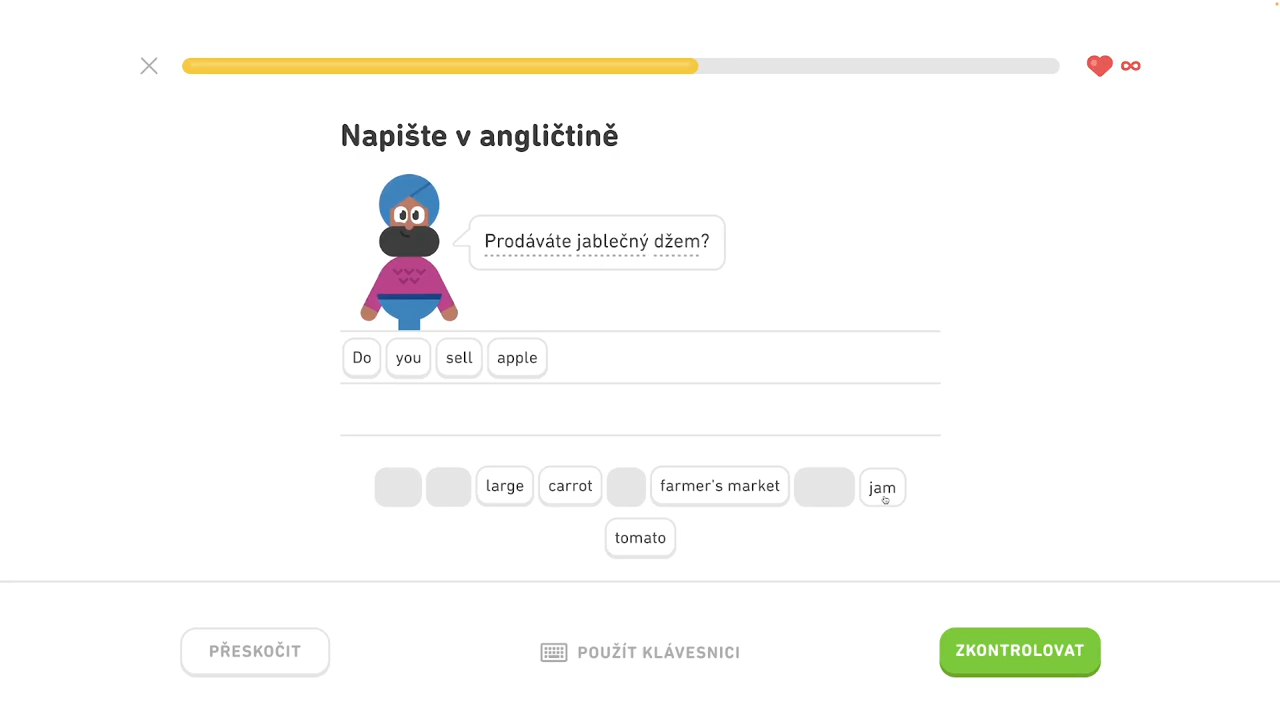 ∞
Napište v angličtině
Prodáváte jablečný džem?
Do you sell apple
large carrot farmer's market jam
tomato
PŘESKOČIT POUŽÍT KLÁVESNICI ZKONTROLOVAT